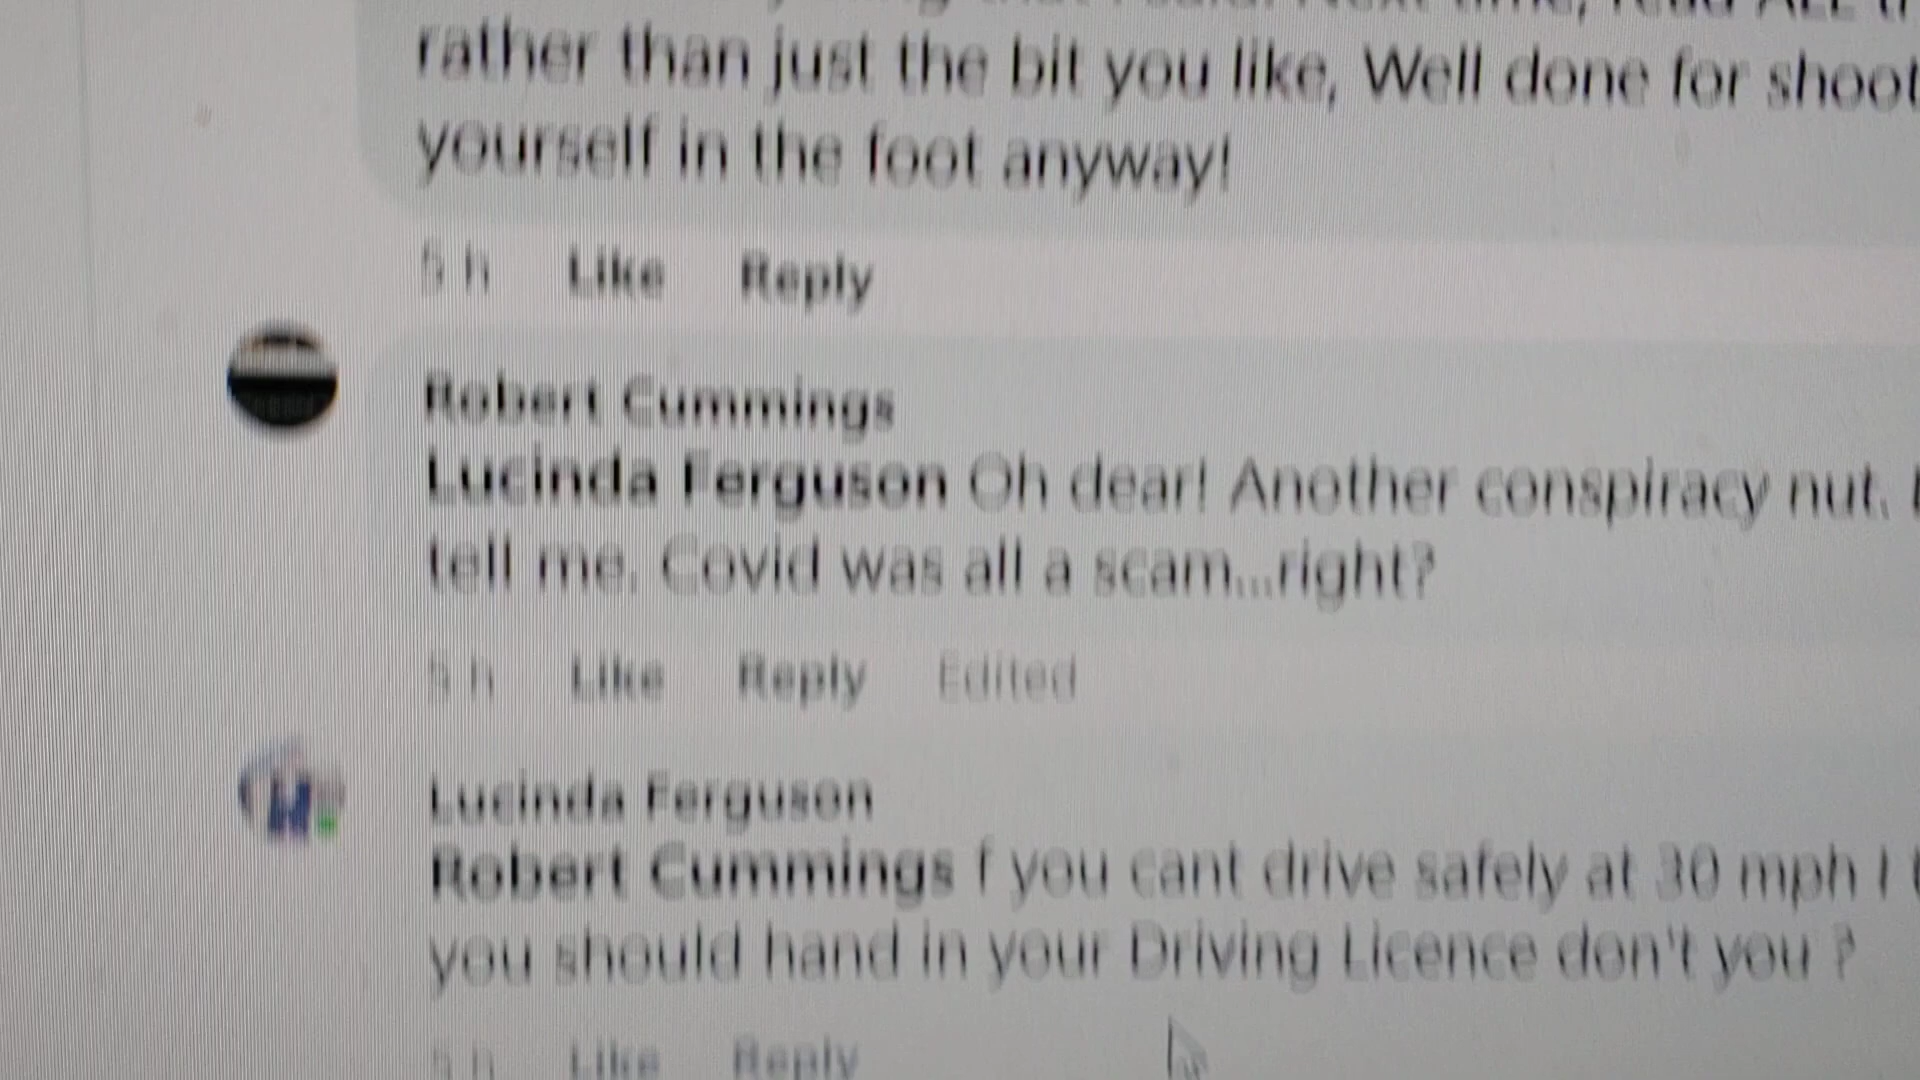 rather than just the bit you like, Well done for shoot
yourself in the foot anyway!
5 h Like Reply
Robert Cummings
Lucinda Ferguson Oh dear! Another conspiracy nut.
tell me. Covid was all a scam...right?
5 h Like Reply Edited
Lucinda Ferguson
Robert Cummings f you cant drive safely at 30 mph I t
you should hand in your Driving Licence don't you ?
5 h Like Reply